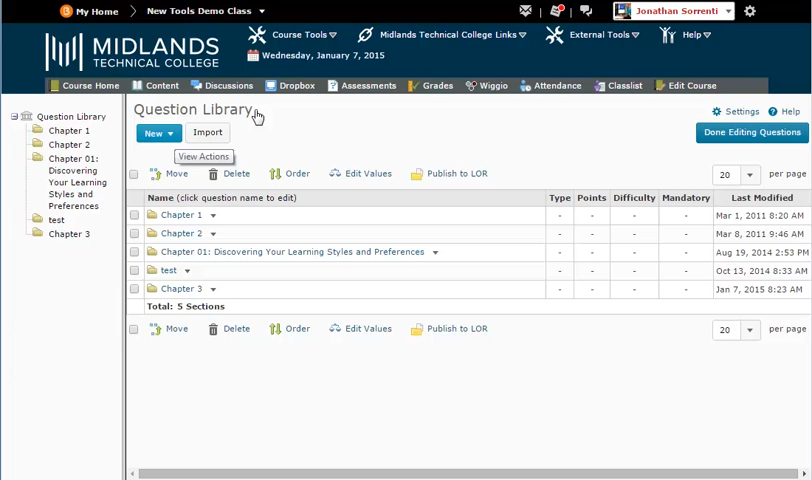 My Home New Tools Demo Class Jonathan Sorrenti
MIDLANDS
TECHNICAL COLLEGE
Course Tools Midlands Technical College Links External Tools Help
Wednesday, January 7, 2015
Course Home Content Discussions Dropbox Assessments Grades Wiggio Attendance Classlist Edit Course
Question Library
Chapter 1
Chapter 2
Chapter 01:
Discovering
Your Learning
Styles and
Preferences
test
Chapter 3
Question Library
Settings Help
New Import
Done Editing Questions
View Actions
Move Delete Order Edit Values Publish to LOR 20 per page
Name (click question name to edit) Type Points Difficulty Mandatory Last Modified
Chapter 1 - - - - Mar 1, 2011 8:20 AM
Chapter 2 - - - - Mar 8, 2011 9:46 AM
Chapter 01: Discovering Your Learning Styles and Preferences - - - - Aug 19, 2014 2:53 PM
test - - - - Oct 13, 2014 8:33 AM
Chapter 3 - - - - Jan 7, 2015 8:23 AM
Total: 5 Sections
Move Delete Order Edit Values Publish to LOR 20 per page